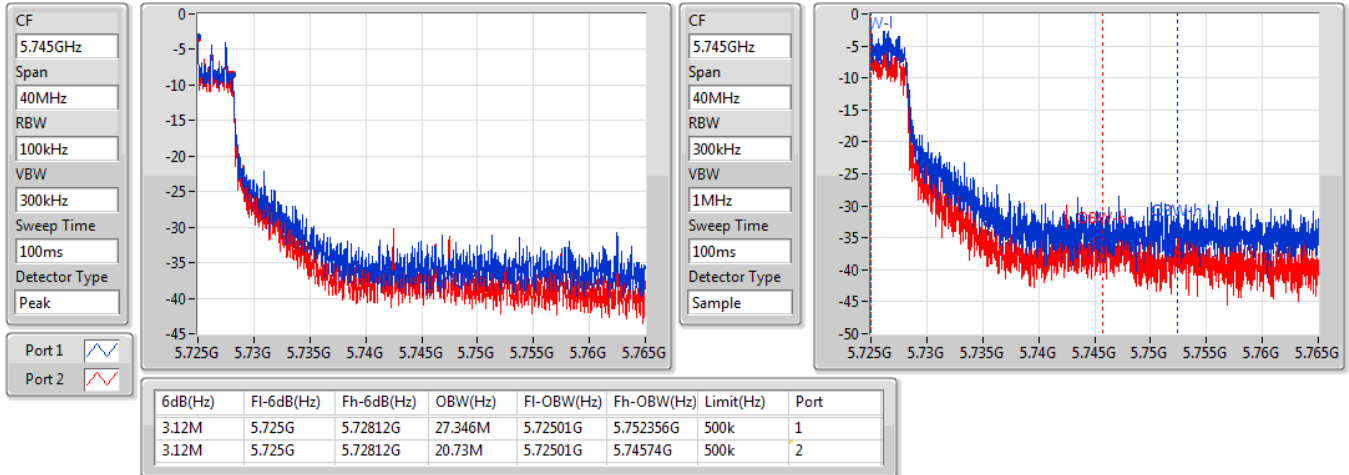 CF
5.745GHz
Span
40MHz
RBW
100kHz
VBW
300kHz
Sweep Time
100ms
Detector Type
Peak
Port 1
Port 2
0
-5
-10
-15
-20
-25
-30
-35
-40
-45
5.725G 5.73G 5.735G 5.74G 5.745G 5.75G 5.755G 5.76G 5.765G
CF
5.745GHz
Span
40MHz
RBW
300kHz
VBW
1MHz
Sweep Time
100ms
Detector Type
Sample
0
-5
-10
-15
-20
-25
-30
-35
-40
-45
-50
W-l
OBW-h
OBW-h
5.725G 5.73G 5.735G 5.74G 5.745G 5.75G 5.755G 5.76G 5.765G
6dB(Hz) Fl-6dB(Hz) Fh-6dB(Hz) OBW(Hz) Fl-OBW(Hz) Fh-OBW(Hz) Limit(Hz) Port
3.12M 5.725G 5.72812G 27.346M 5.72501G 5.752356G 500k 1
3.12M 5.725G 5.72812G 20.73M 5.72501G 5.74574G 500k 2